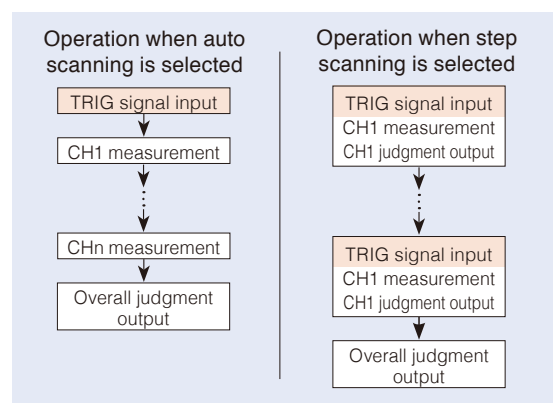 Operation when auto
scanning is selected
TRIG signal input
CH1 measurement
CHn measurement
Overall judgment
output
Operation when step
scanning is selected
TRIG signal input
CH1 measurement
CH1 judgment output
TRIG signal input
CH1 measurement
CH1 judgment output
Overall judgment
output